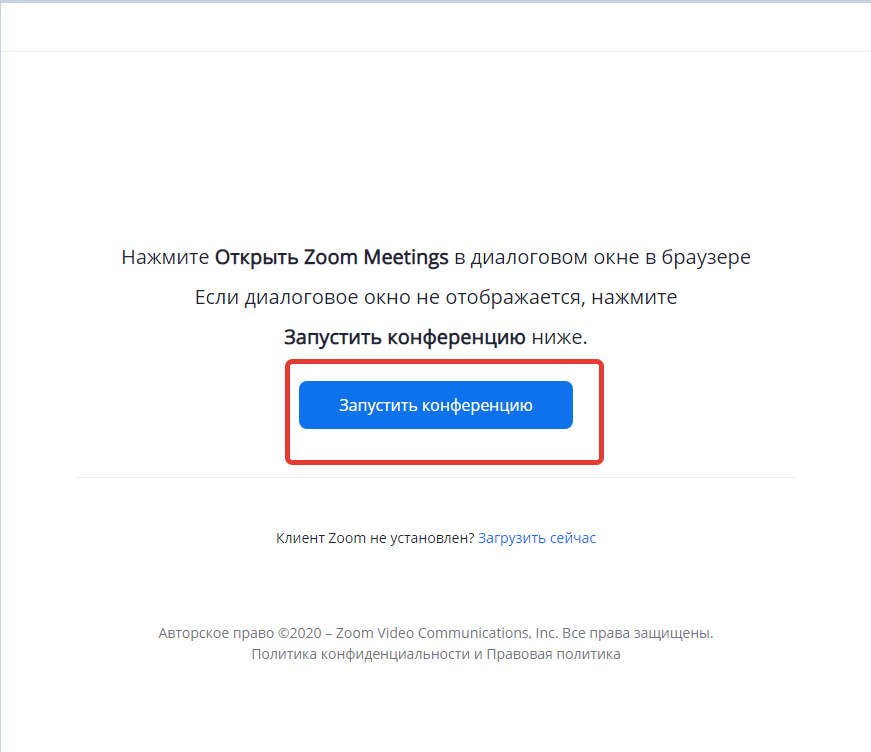 Нажмите Открыть Zoom Meetings в диалоговом окне в браузере
Если диалоговое окно не отображается, нажмите
Запустить конференцию ниже.
Запустить конференцию
Клиент Zoom не установлен? Загрузить сейчас
Авторское право ©2020 – Zoom Video Communications, Inc. Все права защищены.
Политика конфиденциальности и Правовая политика